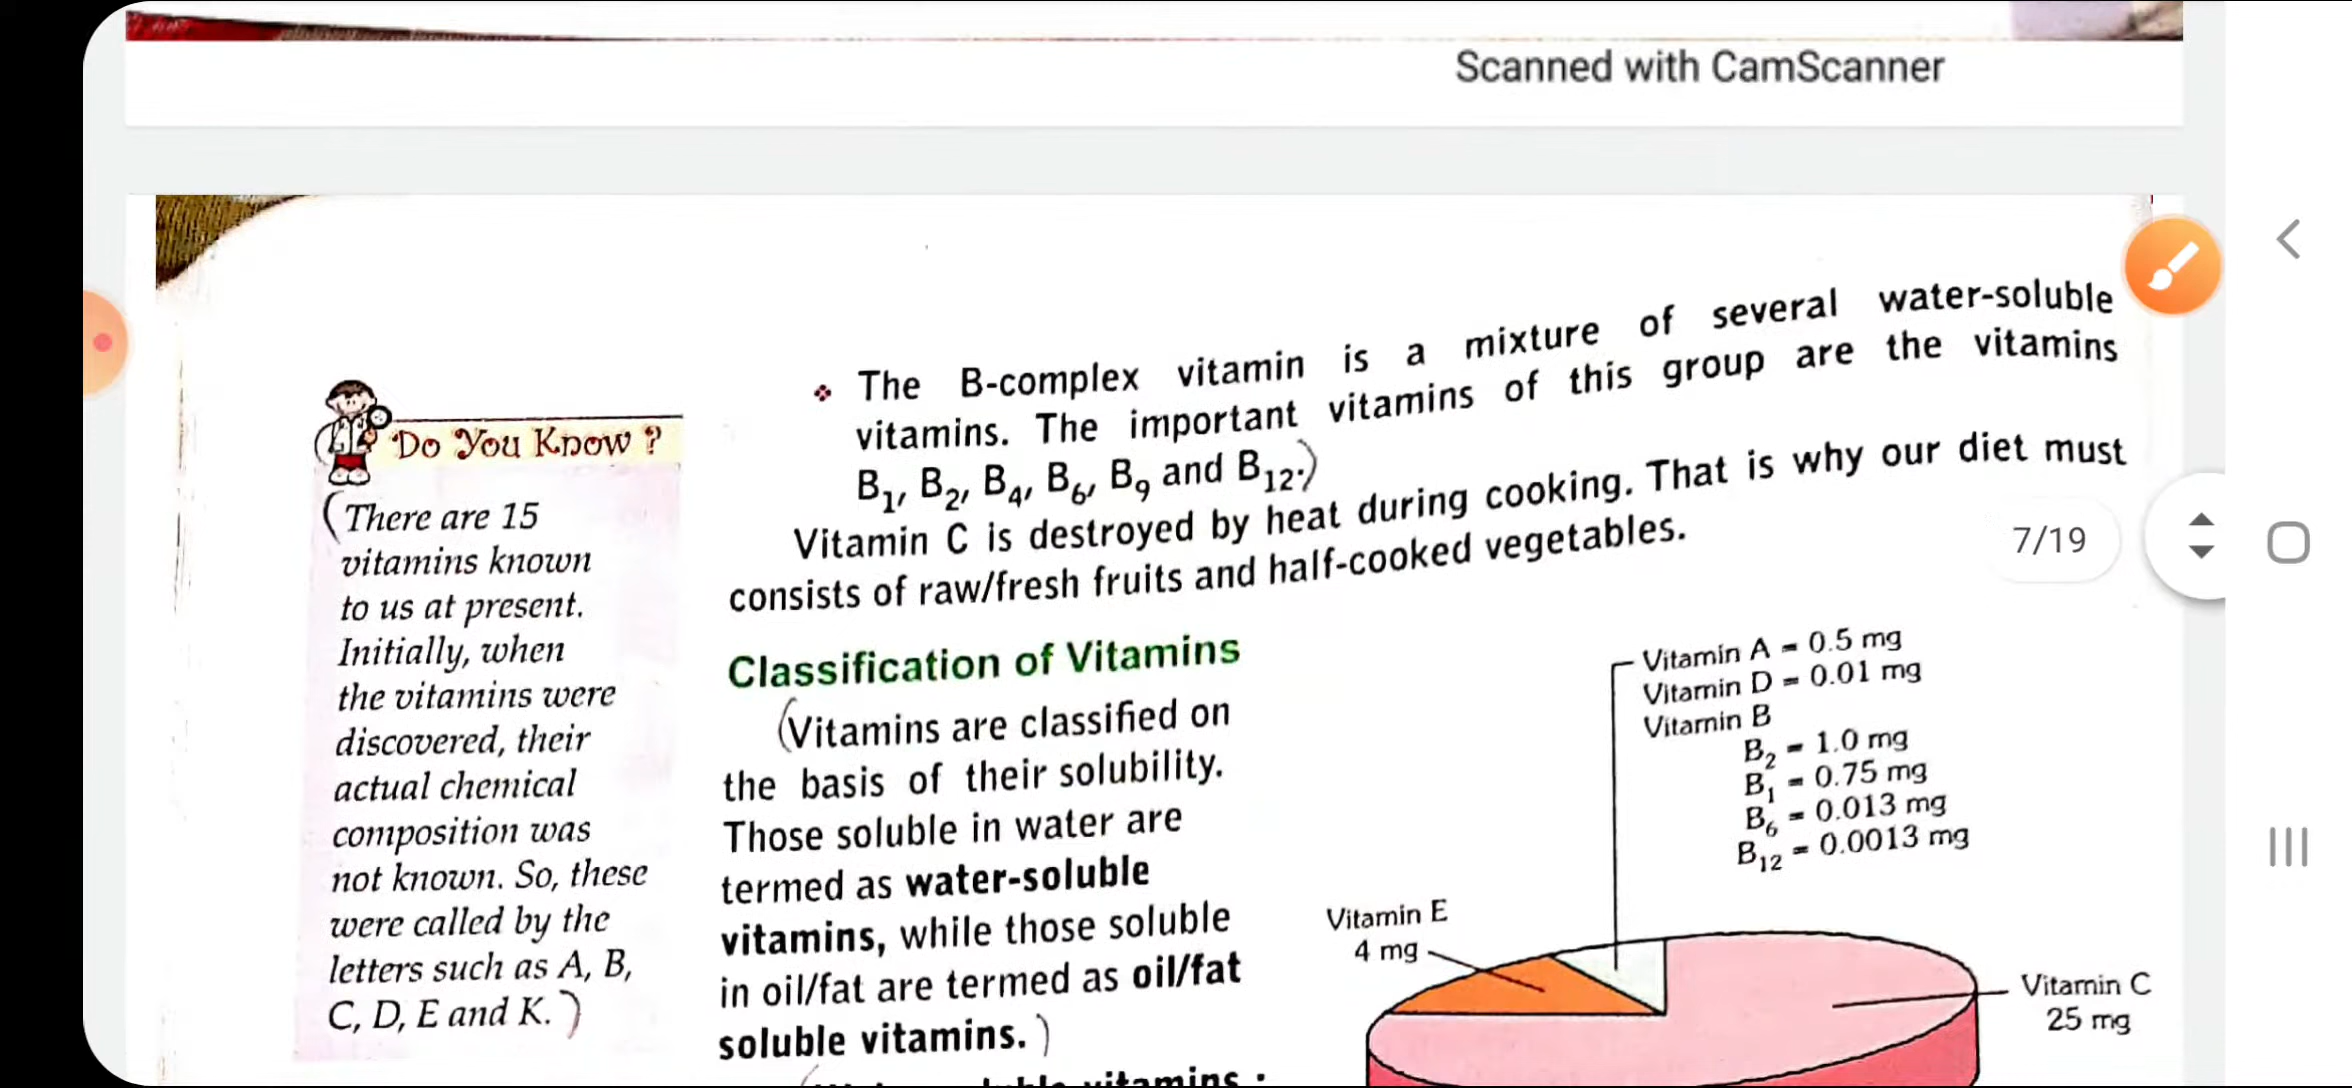 Scanned with CamScanner
❖ The B-complex vitamin is a mixture of several water-soluble
vitamins. The important vitamins of this group are the vitamins
B₁, B₂, B₄, B₆, B₉ and B₁₂.)
Vitamin C is destroyed by heat during cooking. That is why our diet must
consists of raw/fresh fruits and half-cooked vegetables.
7/19
Do You Know ?
(There are 15
vitamins known
to us at present.
Initially, when
the vitamins were
discovered, their
actual chemical
composition was
not known. So, these
were called by the
letters such as A, B,
C, D, E and K.)
Classification of Vitamins
(Vitamins are classified on
the basis of their solubility.
Those soluble in water are
termed as water-soluble
vitamins, while those soluble
in oil/fat are termed as oil/fat
soluble vitamins.)
vitamins :
Vitamin A = 0.5 mg
Vitamin D = 0.01 mg
Vitamin B
B₂ = 1.0 mg
B₁ = 0.75 mg
B₆ = 0.013 mg
B₁₂ = 0.0013 mg
Vitamin E
4 mg
Vitamin C
25 mg